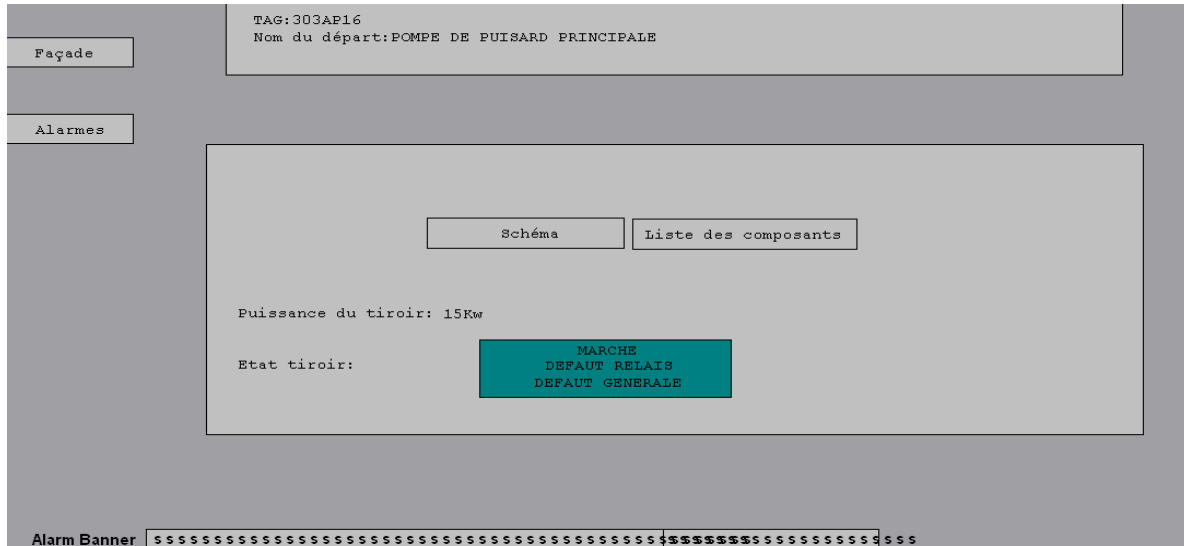 TAG:303AP16
Nom du départ:POMPE DE PUISARD PRINCIPALE
Façade
Alarmes
Schéma
Liste des composants
Puissance du tiroir: 15Kw
Etat tiroir:
MARCHE
DEFAUT RELAIS
DEFAUT GENERALE
Alarm Banner